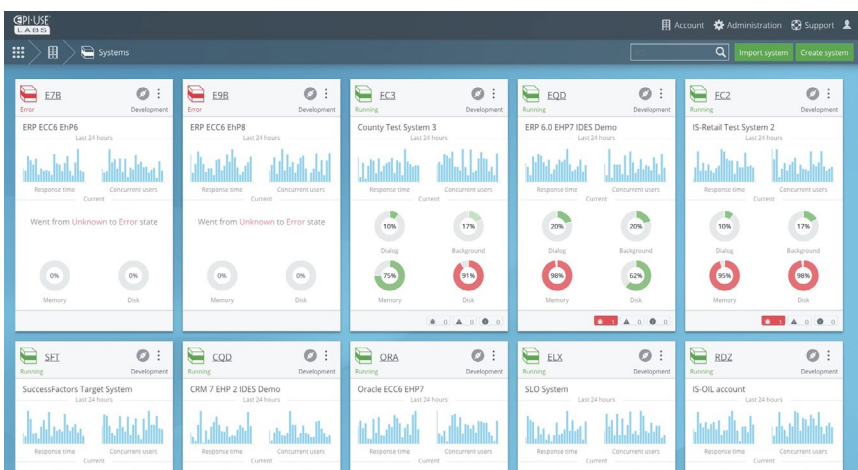 EPI-USE
LABS
Account Administration Support
Systems
Import system Create system
E7B
Error Development
ERP ECC6 EhP6
Last 24 hours
Response time Concurrent users
Current
Went from Unknown to Error state
0% 0%
Memory Disk
E9B
Error Development
ERP ECC6 EhP8
Last 24 hours
Response time Concurrent users
Current
Went from Unknown to Error state
0% 0%
Memory Disk
FC3
Running Development
County Test System 3
Last 24 hours
Response time Concurrent users
Current
10% 17%
Dialog Background
75% 91%
Memory Disk
0 0 0
EQD
Running Development
ERP 6.0 EHP7 IDES Demo
Last 24 hours
Response time Concurrent users
Current
20% 20%
Dialog Background
98% 62%
Memory Disk
1 0 0
FC2
Running Development
IS-Retail Test System 2
Last 24 hours
Response time Concurrent users
Current
10% 17%
Dialog Background
95% 98%
Memory Disk
1 0 0
SFT
Running Development
SuccessFactors Target System
Last 24 hours
Response time Concurrent users
Current
CQD
Running Development
CRM 7 EHP 2 IDES Demo
Last 24 hours
Response time Concurrent users
Current
ORA
Running Development
Oracle ECC6 EHP7
Last 24 hours
Response time Concurrent users
Current
ELX
Running Development
SLO System
Last 24 hours
Response time Concurrent users
Current
RDZ
Running Development
IS-OIL account
Last 24 hours
Response time Concurrent users
Current